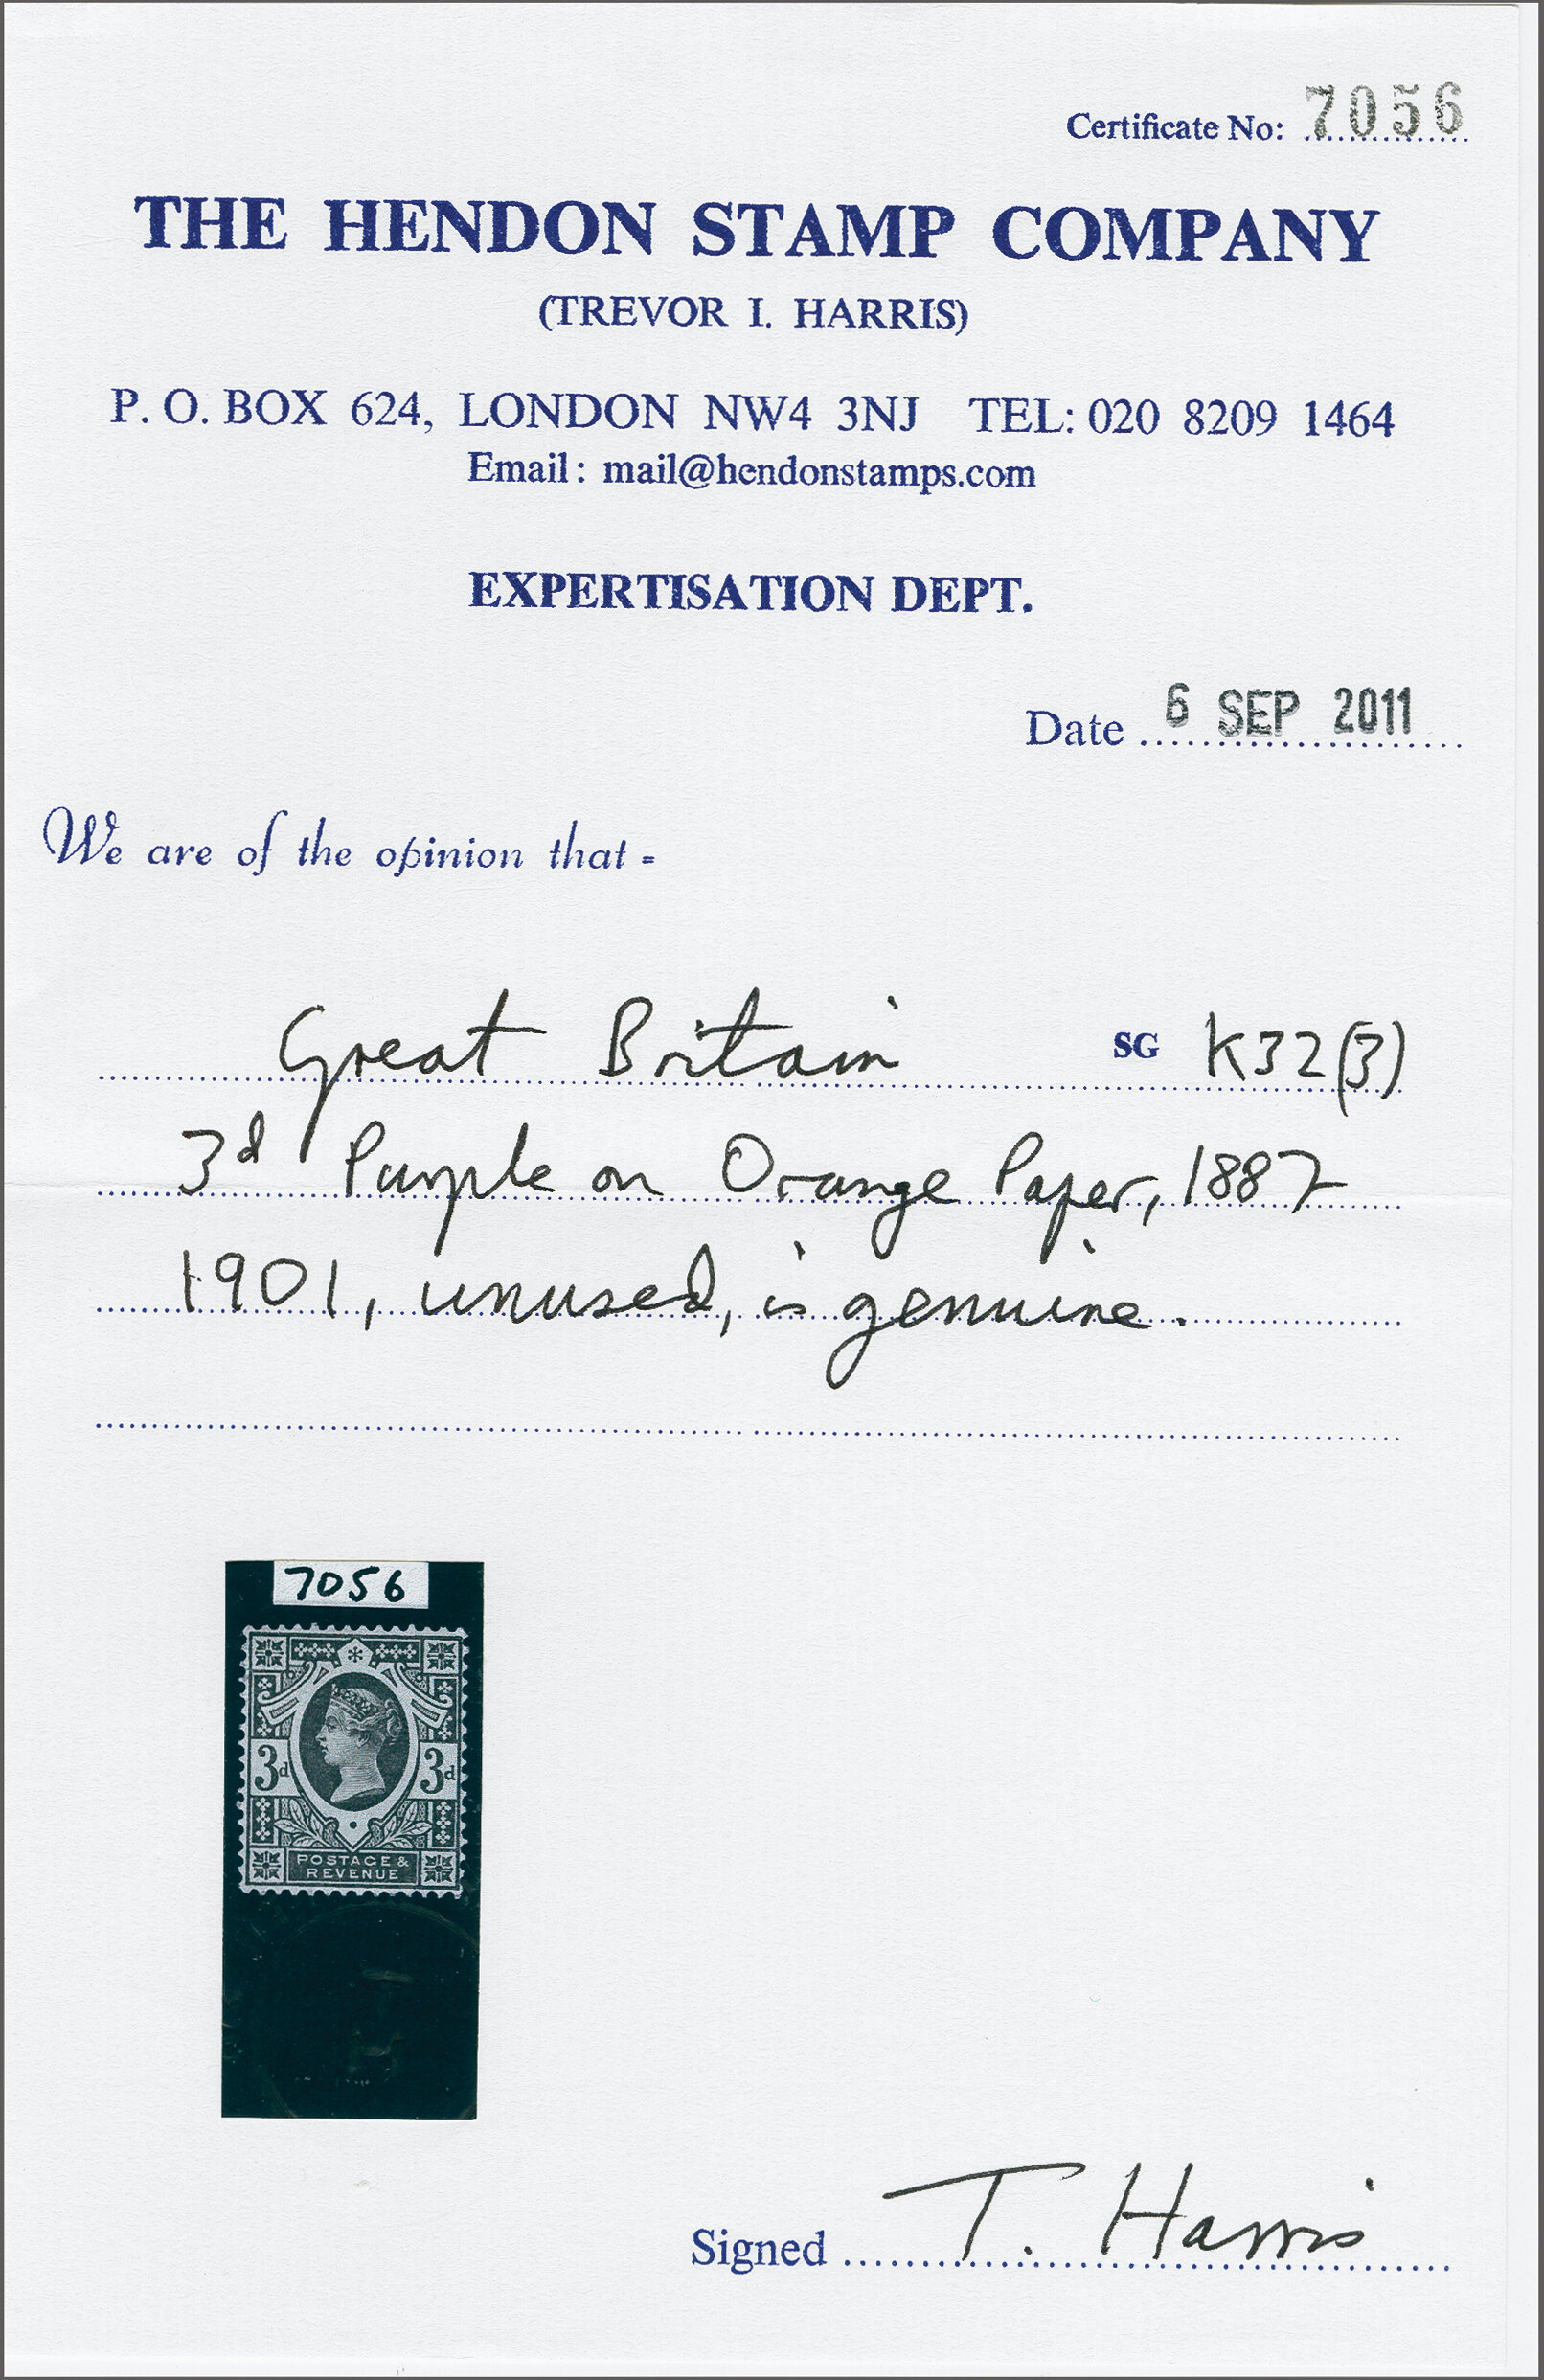 Certificate No: 7056
THE HENDON STAMP COMPANY
(TREVOR I. HARRIS)
P. O. BOX 624, LONDON NW4 3NJ TEL: 020 8209 1464
Email: mail@hendonstamps.com
EXPERTISATION DEPT.
Date 6 SEP 2011
We are of the opinion that -
Great Britain SG K32(3)
3d Purple on Orange Paper, 1887-
1901, unused, is genuine.
7056
3d 3d
POSTAGE &
REVENUE
Signed T. Harris